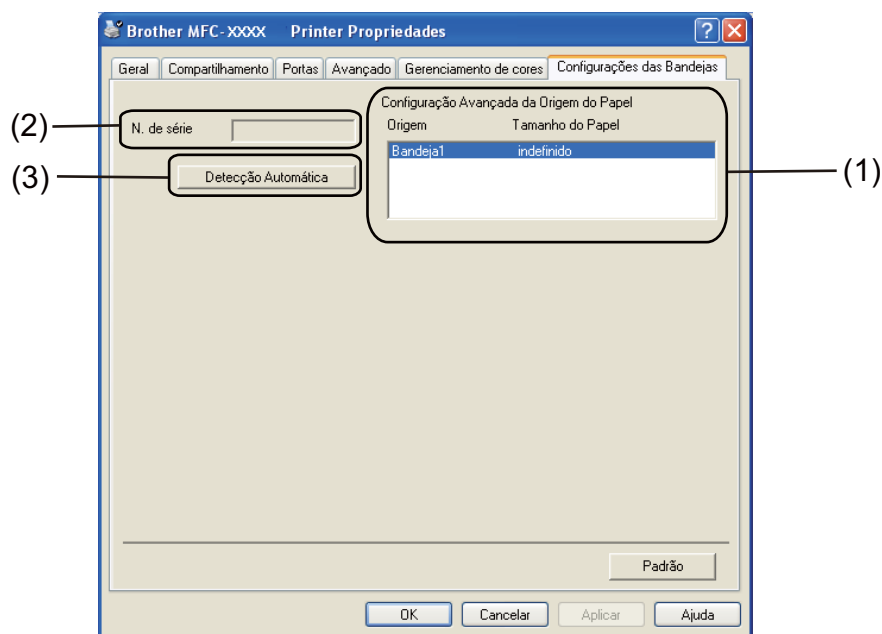 Brother MFC-XXXX Printer Propriedades
Geral Compartilhamento Portas Avançado Gerenciamento de cores Configurações das Bandejas
Configuração Avançada da Origem do Papel
(2) N. de série
Origem Tamanho do Papel
Bandeja1 indefinido
(1)
(3) Detecção Automática
Padrão
OK Cancelar Aplicar Ajuda